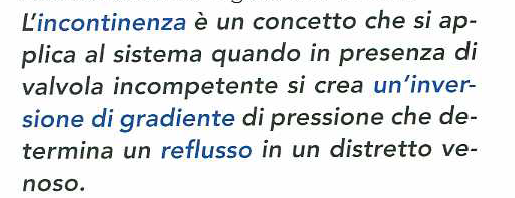 L'incontinenza è un concetto che si ap-
plica al sistema quando in presenza di
valvola incompetente si crea un'inver-
sione di gradiente di pressione che de-
termina un reflusso in un distretto ve-
noso.